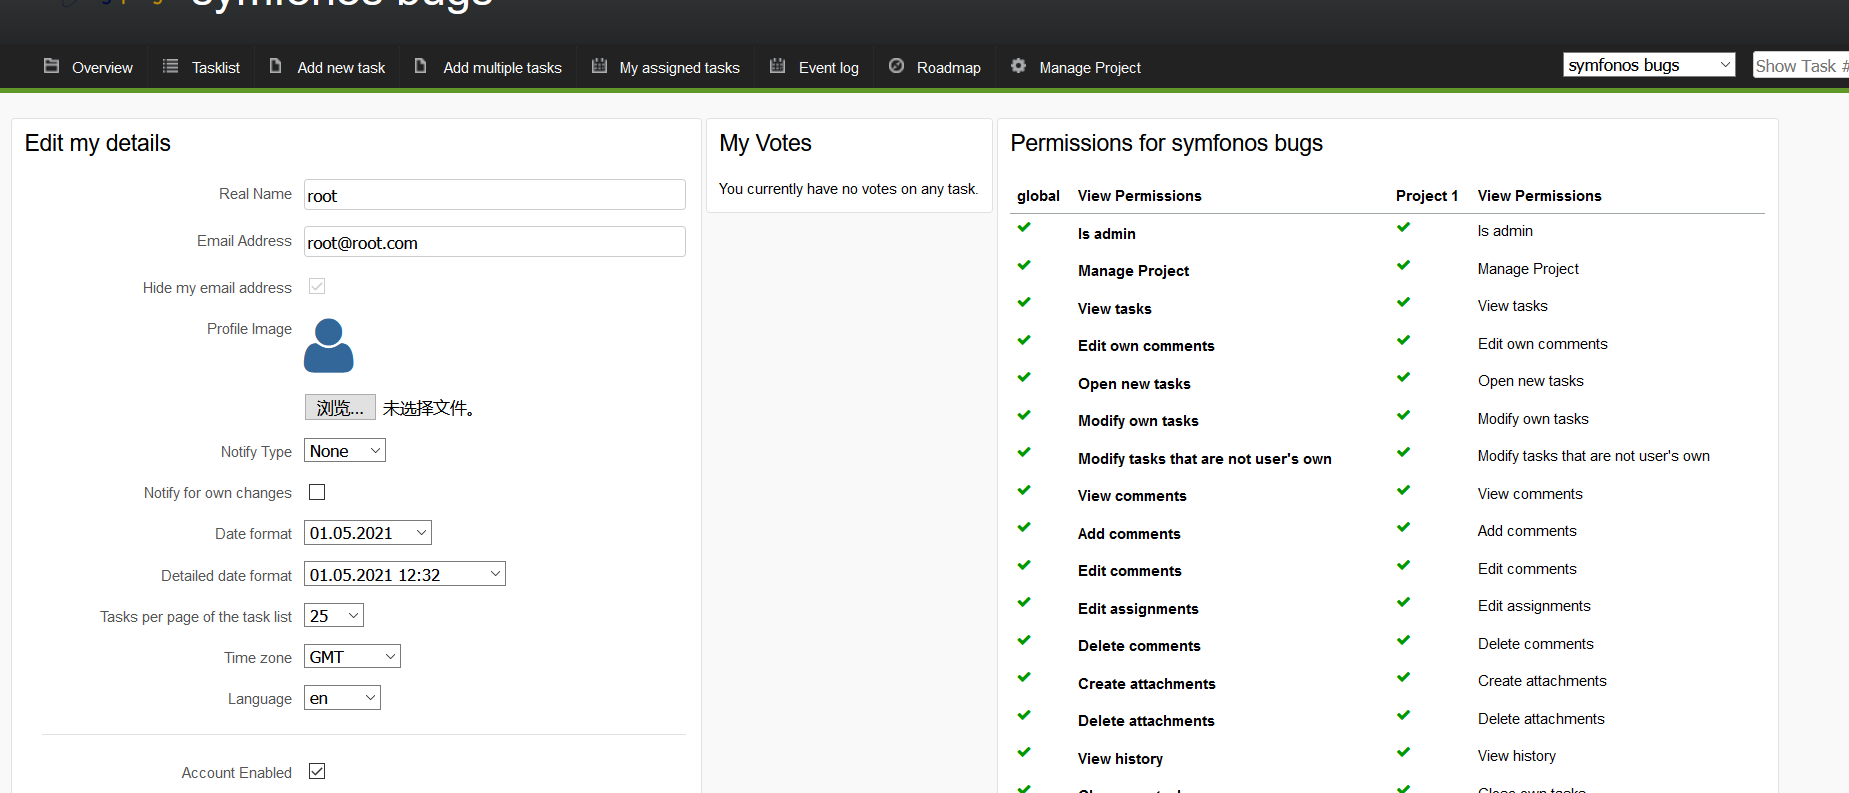 symfonos bugs
Overview
Tasklist
Add new task
Add multiple tasks
My assigned tasks
Event log
Roadmap
Manage Project
symfonos bugs
Show Task #
Edit my details
Real Name
root
Email Address
root@root.com
Hide my email address
Profile Image
浏览... 未选择文件。
Notify Type
None
Notify for own changes
Date format
01.05.2021
Detailed date format
01.05.2021 12:32
Tasks per page of the task list
25
Time zone
GMT
Language
en
Account Enabled
My Votes
You currently have no votes on any task.
Permissions for symfonos bugs
global View Permissions Project 1 View Permissions
Is admin Is admin
Manage Project Manage Project
View tasks View tasks
Edit own comments Edit own comments
Open new tasks Open new tasks
Modify own tasks Modify own tasks
Modify tasks that are not user's own Modify tasks that are not user's own
View comments View comments
Add comments Add comments
Edit comments Edit comments
Edit assignments Edit assignments
Delete comments Delete comments
Create attachments Create attachments
Delete attachments Delete attachments
View history View history
Close own tasks